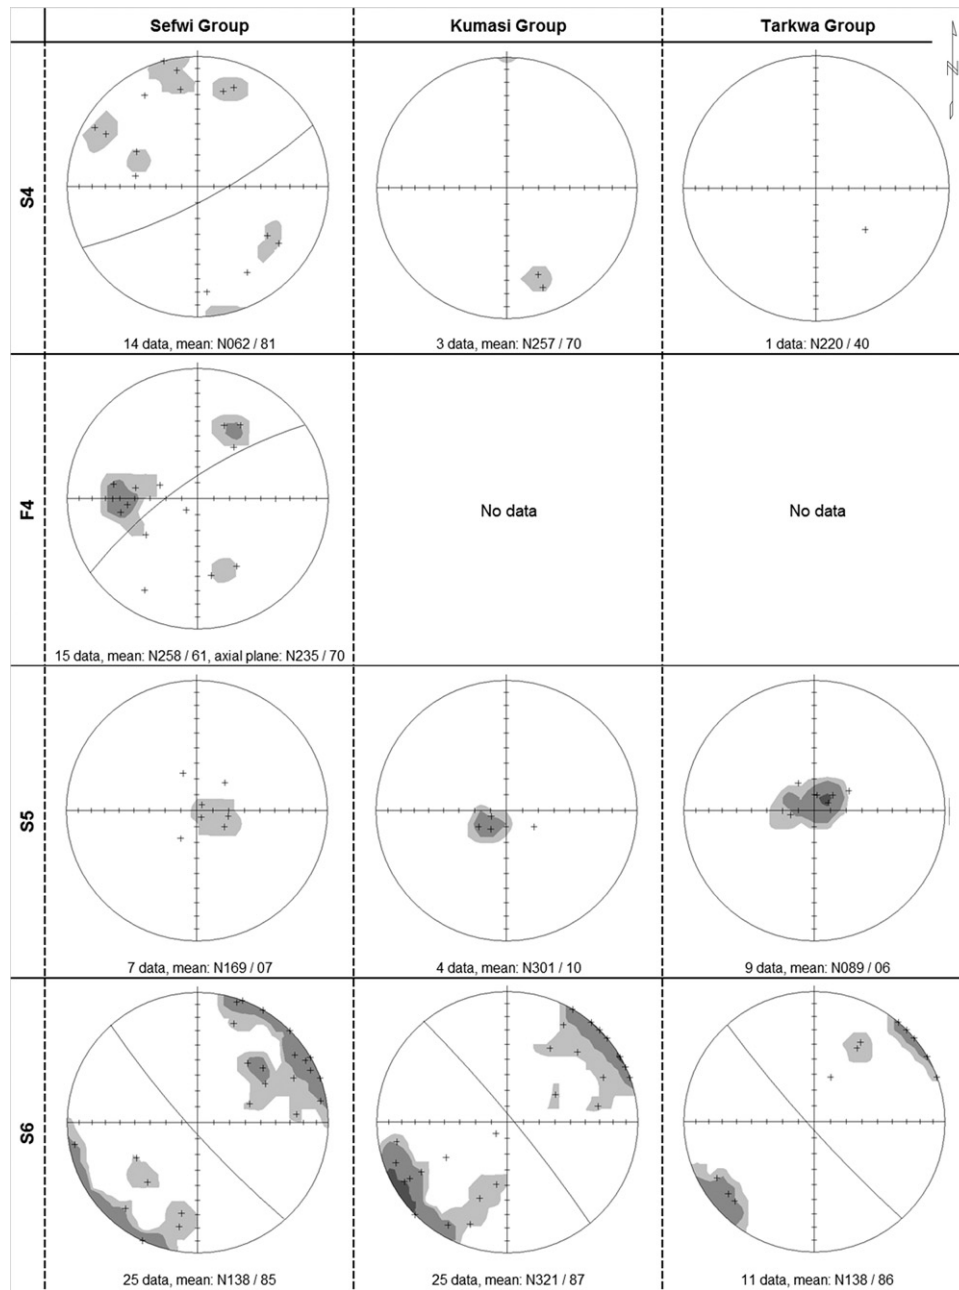 Sefwi Group
Kumasi Group
Tarkwa Group
N
S4
14 data, mean: N062 / 81
3 data, mean: N257 / 70
1 data: N220 / 40
F4
No data
No data
15 data, mean: N258 / 61, axial plane: N235 / 70
S5
7 data, mean: N169 / 07
4 data, mean: N301 / 10
9 data, mean: N089 / 06
S6
25 data, mean: N138 / 85
25 data, mean: N321 / 87
11 data, mean: N138 / 86